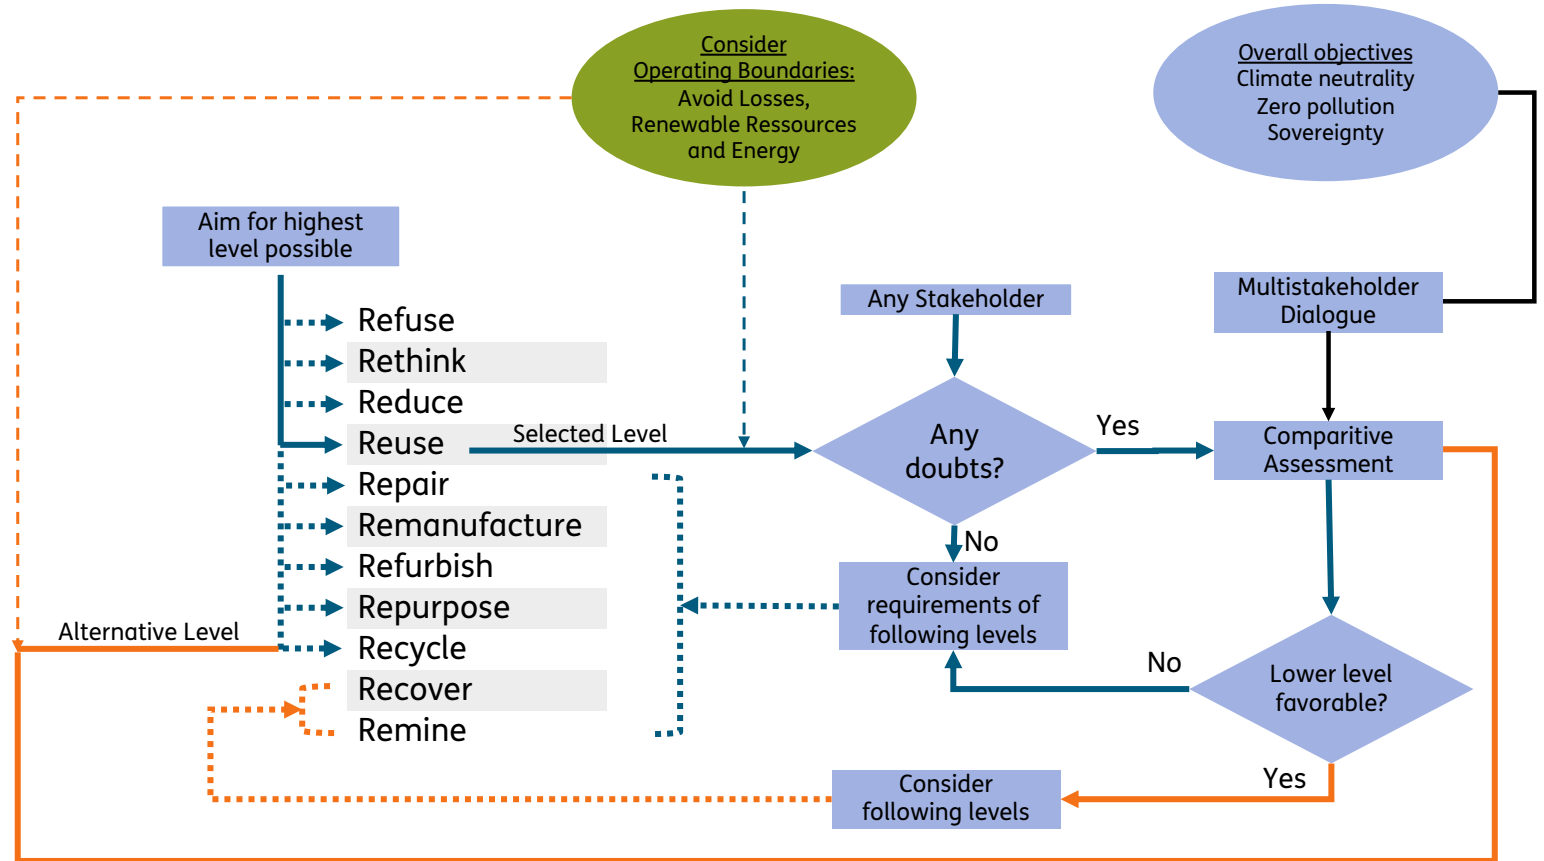 Consider
Operating Boundaries:
Avoid Losses,
Renewable Ressources
and Energy
Overall objectives
Climate neutrality
Zero pollution
Sovereignty
Aim for highest
level possible
Refuse
Rethink
Reduce
Reuse
Repair
Remanufacture
Refurbish
Repurpose
Recycle
Recover
Remine
Selected Level
Alternative Level
Any Stakeholder
Any
doubts?
Yes
No
Multistakeholder
Dialogue
Comparitive
Assessment
Consider
requirements of
following levels
No
Lower level
favorable?
Yes
Consider
following levels